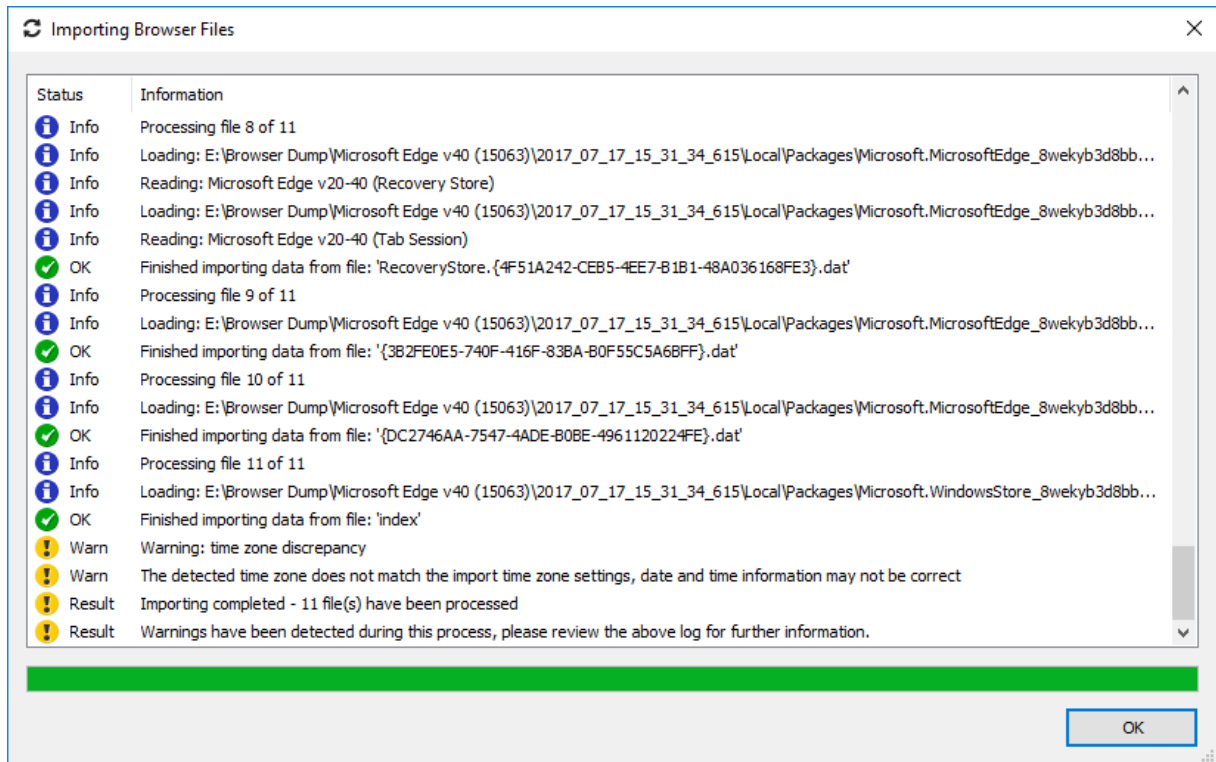 Importing Browser Files
Status Information
Info Processing file 8 of 11
Info Loading: E:\Browser Dump\Microsoft Edge v40 (15063)\2017_07_17_15_31_34_615\Local\Packages\Microsoft.MicrosoftEdge_8wekyb3d8bb...
Info Reading: Microsoft Edge v20-40 (Recovery Store)
Info Loading: E:\Browser Dump\Microsoft Edge v40 (15063)\2017_07_17_15_31_34_615\Local\Packages\Microsoft.MicrosoftEdge_8wekyb3d8bb...
Info Reading: Microsoft Edge v20-40 (Tab Session)
OK Finished importing data from file: 'RecoveryStore.{4F51A242-CEB5-4EE7-B1B1-48A036168FE3}.dat'
Info Processing file 9 of 11
Info Loading: E:\Browser Dump\Microsoft Edge v40 (15063)\2017_07_17_15_31_34_615\Local\Packages\Microsoft.MicrosoftEdge_8wekyb3d8bb...
OK Finished importing data from file: '{3B2FE0E5-740F-416F-83BA-B0F55C5A6BFF}.dat'
Info Processing file 10 of 11
Info Loading: E:\Browser Dump\Microsoft Edge v40 (15063)\2017_07_17_15_31_34_615\Local\Packages\Microsoft.MicrosoftEdge_8wekyb3d8bb...
OK Finished importing data from file: '{DC2746AA-7547-4ADE-B0BE-4961120224FE}.dat'
Info Processing file 11 of 11
Info Loading: E:\Browser Dump\Microsoft Edge v40 (15063)\2017_07_17_15_31_34_615\Local\Packages\Microsoft.WindowsStore_8wekyb3d8bb...
OK Finished importing data from file: 'index'
Warn Warning: time zone discrepancy
Warn The detected time zone does not match the import time zone settings, date and time information may not be correct
Result Importing completed - 11 file(s) have been processed
Result Warnings have been detected during this process, please review the above log for further information.
OK